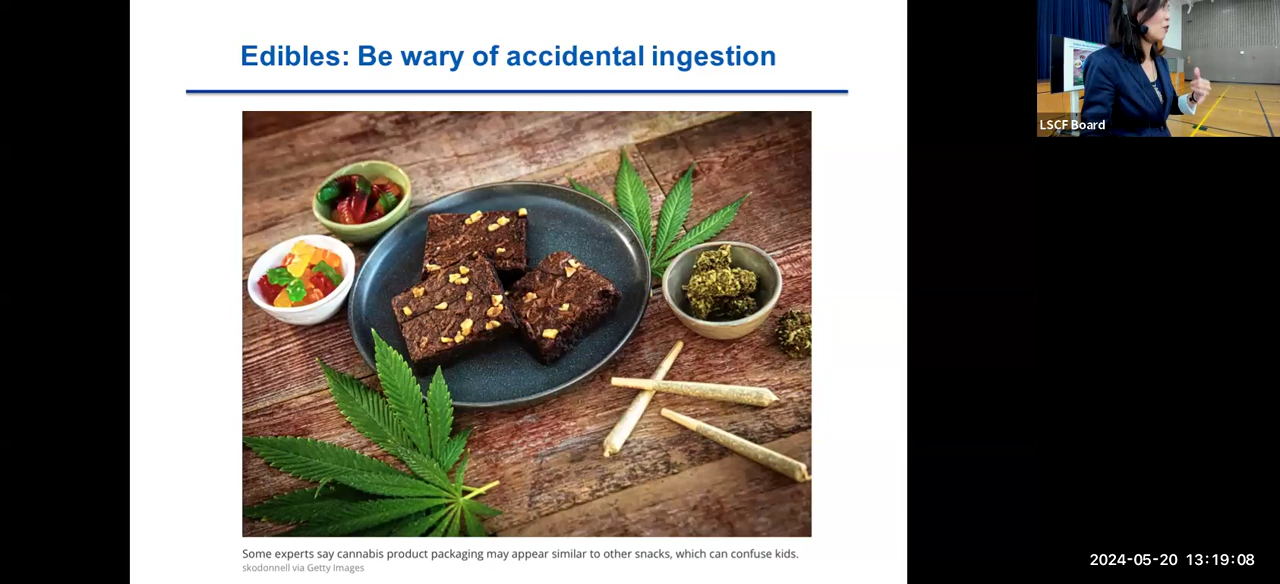 Edibles: Be wary of accidental ingestion
LSCF Board
Some experts say cannabis product packaging may appear similar to other snacks, which can confuse kids.
skodonnell via Getty Images
2024-05-20 13:19:08